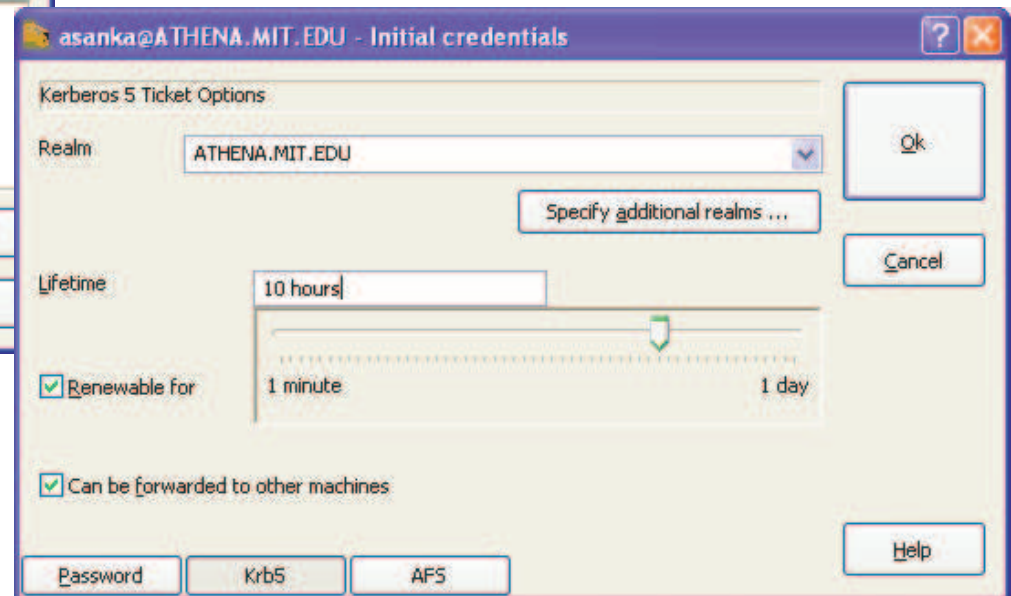 asanka@ATHENA.MIT.EDU - Initial credentials
Kerberos 5 Ticket Options
Realm
ATHENA.MIT.EDU
Ok
Specify additional realms ...
Cancel
Lifetime
10 hours
Renewable for
1 minute
1 day
Can be forwarded to other machines
Help
Password
Krb5
AFS